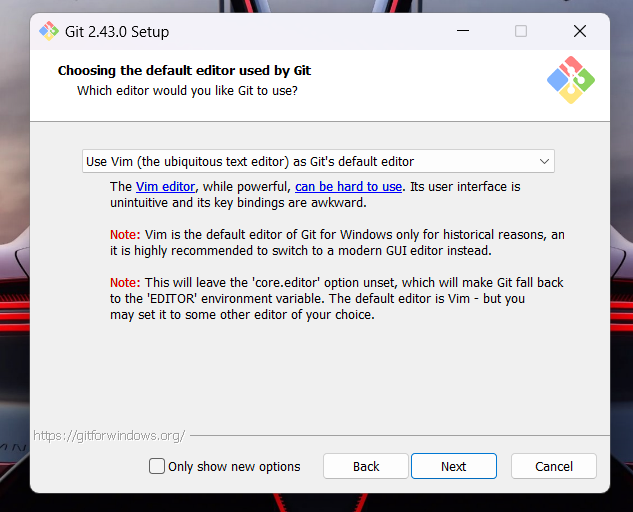 Git 2.43.0 Setup
Choosing the default editor used by Git
Which editor would you like Git to use?
Use Vim (the ubiquitous text editor) as Git's default editor
The Vim editor, while powerful, can be hard to use. Its user interface is
unintuitive and its key bindings are awkward.
Note: Vim is the default editor of Git for Windows only for historical reasons, an
it is highly recommended to switch to a modern GUI editor instead.
Note: This will leave the 'core.editor' option unset, which will make Git fall back
to the 'EDITOR' environment variable. The default editor is Vim - but you
may set it to some other editor of your choice.
https://gitforwindows.org/
Only show new options Back Next Cancel